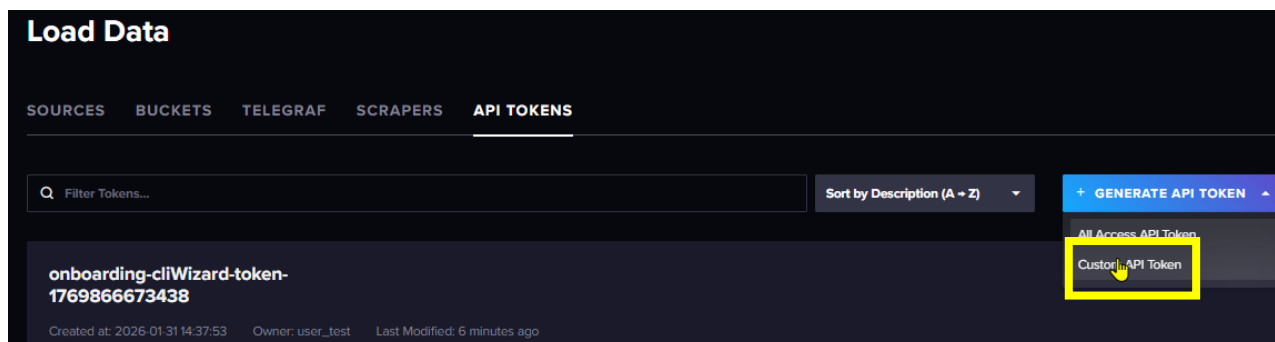 Load Data
SOURCES BUCKETS TELEGRAF SCRAPERS API TOKENS
Filter Tokens...
Sort by Description (A → Z)
+ GENERATE API TOKEN
All Access API Token
Custom API Token
onboarding-cliWizard-token-
1769866673438
Created at: 2026-01-31 14:37:53 Owner: user_test Last Modified: 6 minutes ago